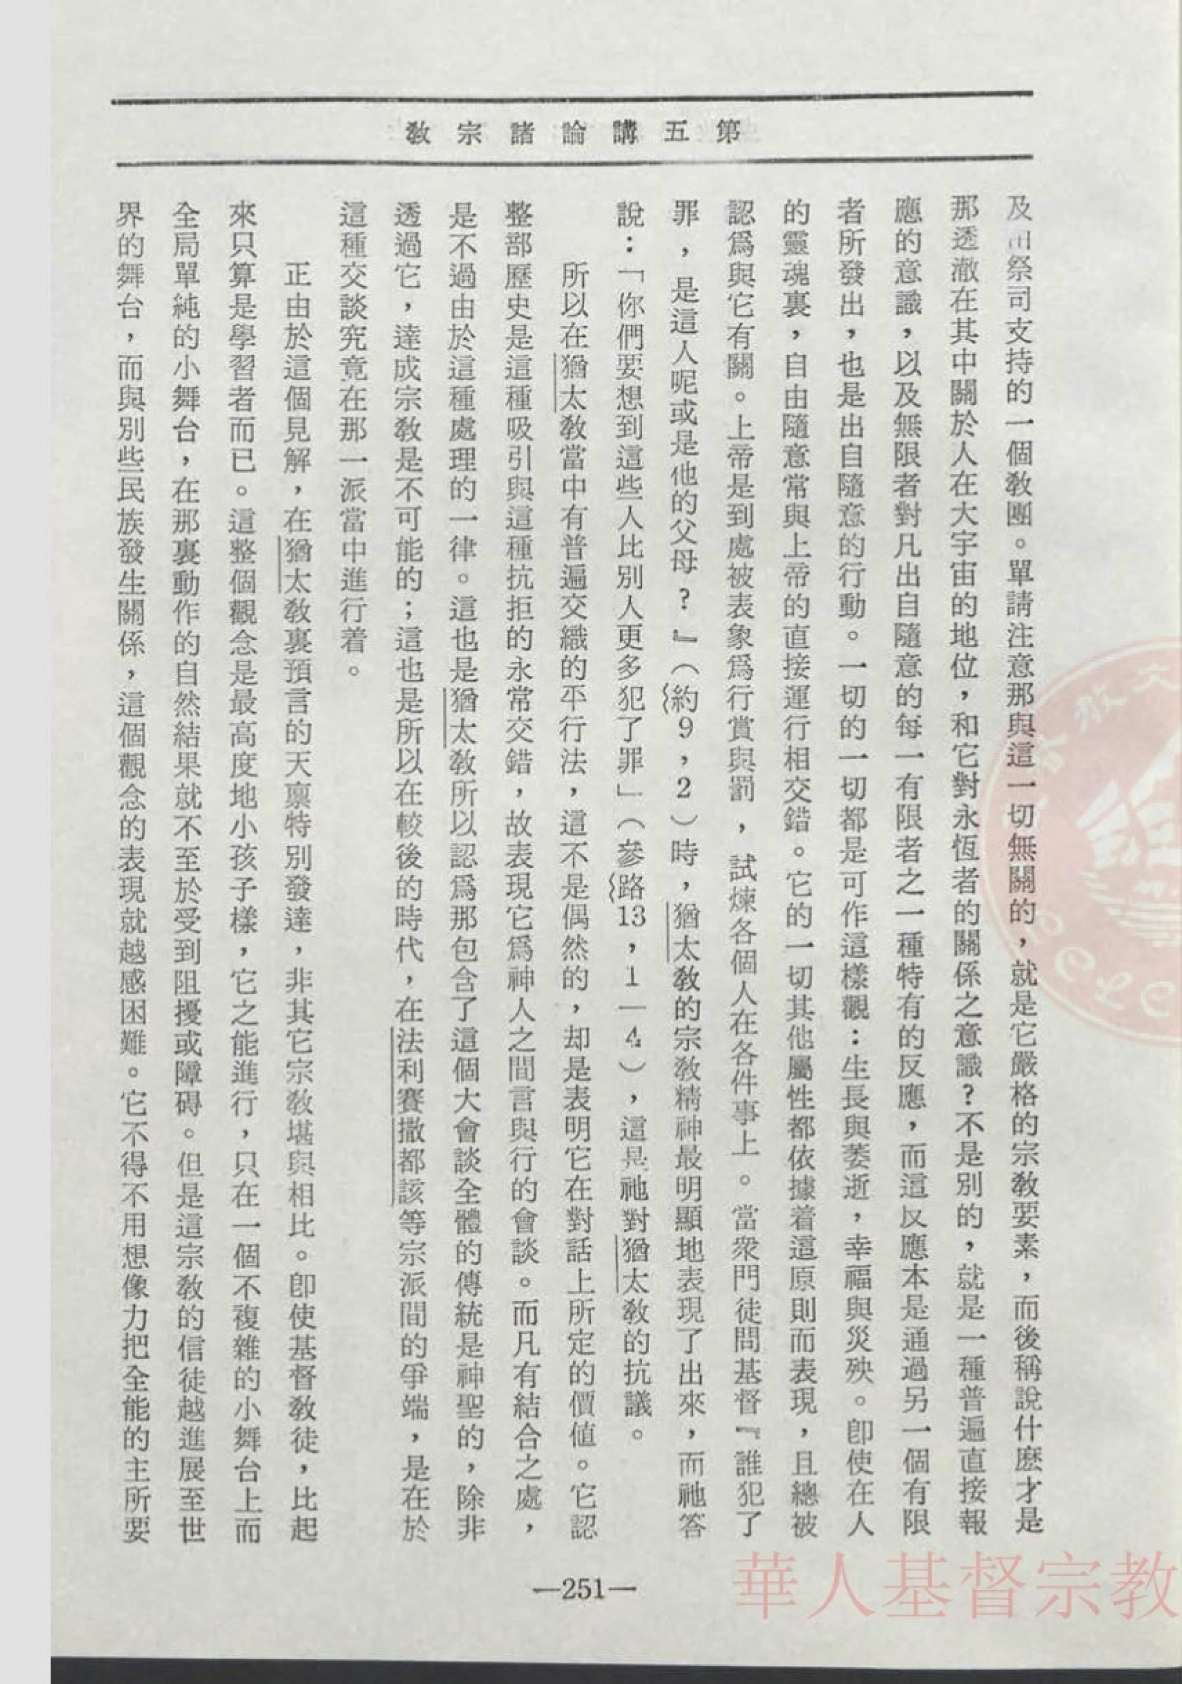 第五講論諸宗教
及由祭司支持的一個教團。單請注意那與這一切無關的，就是它嚴格的宗教要素，而後稱說什麽才是
那透澈在其中關於人在大宇宙的地位，和它對永恆者的關係之意識？不是別的，就是一種普遍直接報
應的意識，以及無限者對凡出自隨意的每一有限者之一種特有的反應，而這反應本是通過另一個有限
者所發出，也是出自隨意的行動。一切的一切都是可作這樣觀：生長與萎逝，幸福與災殃。卽使在人
的靈魂裏，自由隨意常與上帝的直接運行相交錯。它的一切其他屬性都依據着這原則而表現，且總被
認爲與它有關。上帝是到處被表象爲行賞與罰，試煉各個人在各件事上。當衆門徒問基督『誰犯了
罪，是這人呢或是他的父母？』（約9，2）時，猶太教的宗教精神最明顯地表現了出來，而祂答
說：「你們要想到這些人比別人更多犯了罪」（參路13，1—4），這是祂對猶太教的抗議。
所以在猶太教當中有普遍交織的平行法，這不是偶然的，却是表明它在對話上所定的價值。它認
整部歷史是這種吸引與這種抗拒的永常交錯，故表現它爲神人之間言與行的會談。而凡有結合之處，
是不過由於這種處理的一律。這也是猶太教所以認爲那包含了這個大會談全體的傳統是神聖的，除非
透過它，達成宗教是不可能的；這也是所以在較後的時代，在法利賽撒都該等宗派間的爭端，是在於
這種交談究竟在那一派當中進行着。
正由於這個見解，在猶太教裏預言的天禀特別發達，非其它宗教堪與相比。卽使基督教徒，比起
來只算是學習者而已。這整個觀念是最高度地小孩子樣，它之能進行，只在一個不複雜的小舞台上而
全局單純的小舞台，在那裏動作的自然結果就不至於受到阻擾或障碍。但是這宗教的信徒越進展至世
界的舞台，而與別些民族發生關係，這個觀念的表現就越感困難。它不得不用想像力把全能的主所要
—251—
華人基督宗教